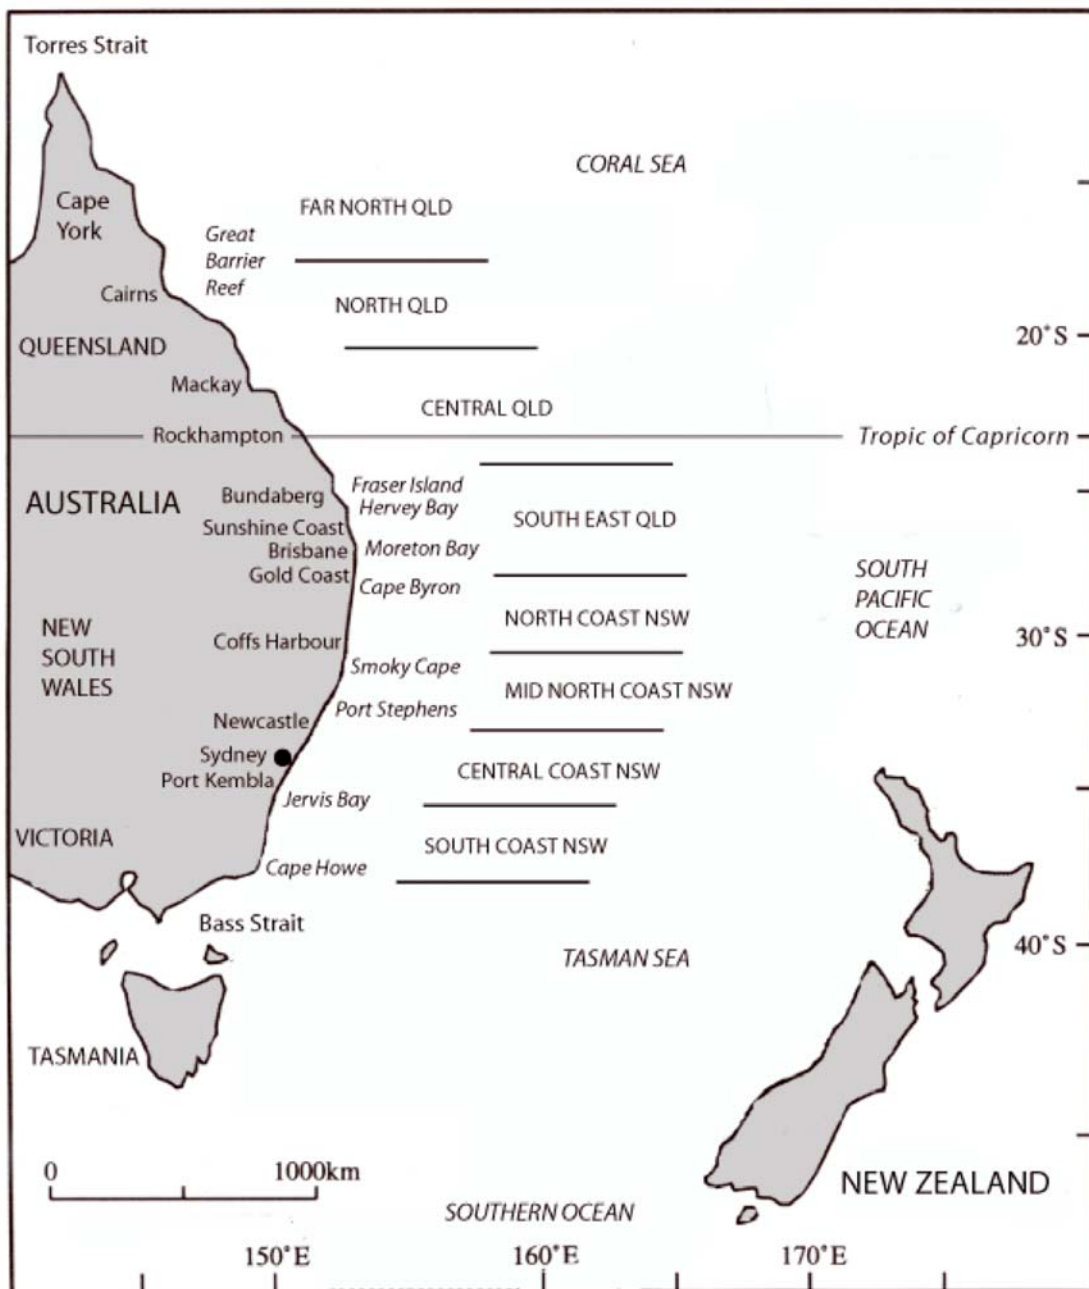 Torres Strait
CORAL SEA
Cape
York
FAR NORTH QLD
Great
Barrier
Reef
Cairns
NORTH QLD
20°S
QUEENSLAND
Mackay
CENTRAL QLD
Rockhampton
Tropic of Capricorn
AUSTRALIA
Bundaberg
Fraser Island
Hervey Bay
Sunshine Coast
SOUTH EAST QLD
Brisbane
Moreton Bay
Gold Coast
Cape Byron
SOUTH
PACIFIC
OCEAN
NEW
SOUTH
WALES
NORTH COAST NSW
30°S
Coffs Harbour
Smoky Cape
MID NORTH COAST NSW
Port Stephens
Newcastle
Sydney
Port Kembla
CENTRAL COAST NSW
Jervis Bay
VICTORIA
SOUTH COAST NSW
Cape Howe
Bass Strait
TASMAN SEA
40°S
TASMANIA
0 1000km
NEW ZEALAND
SOUTHERN OCEAN
150°E 160°E 170°E